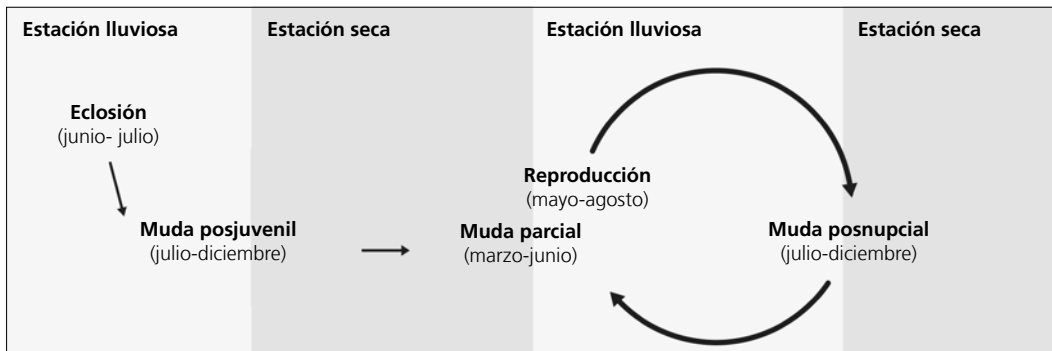 Estación lluviosa
Estación seca
Estación lluviosa
Estación seca
Eclosión
(junio- julio)
Muda posjuvenil
(julio-diciembre)
Muda parcial
(marzo-junio)
Reproducción
(mayo-agosto)
Muda posnupcial
(julio-diciembre)